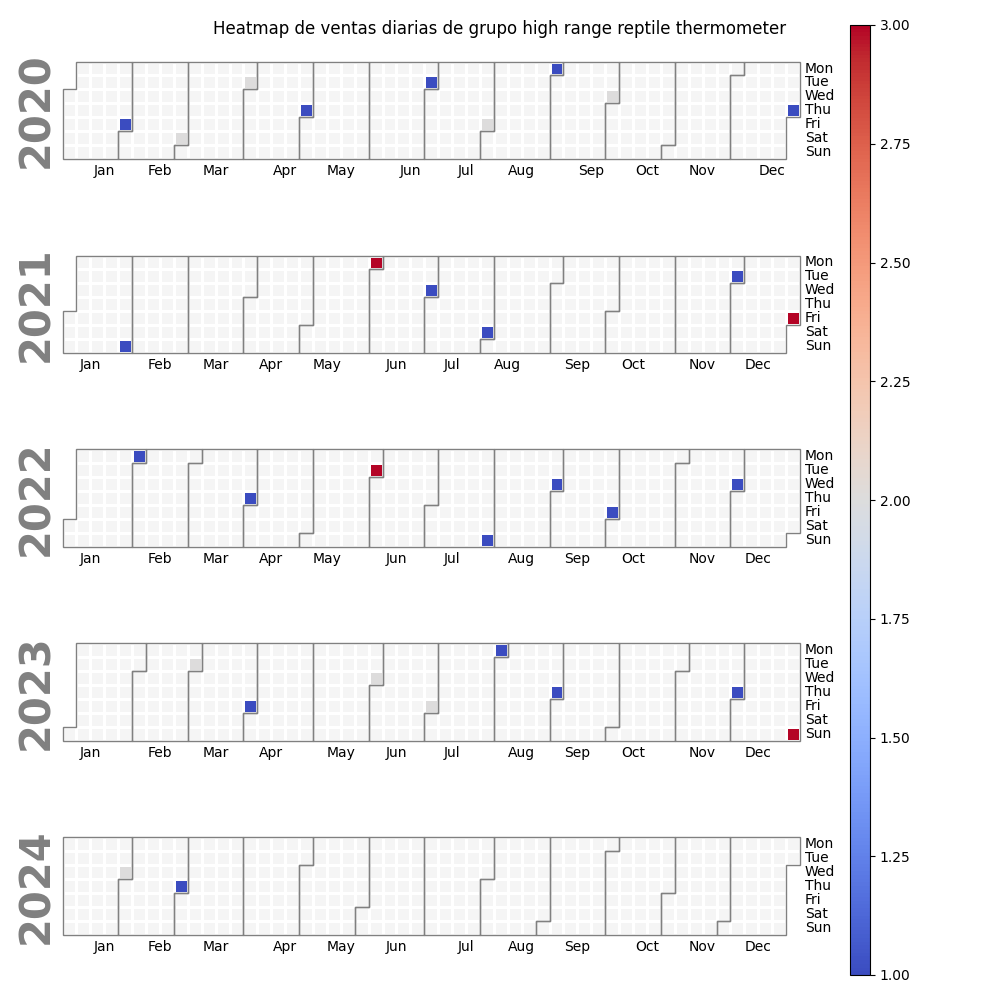 Heatmap de ventas diarias de grupo high range reptile thermometer
2020
Mon
Tue
Wed
Thu
Fri
Sat
Sun
Jan Feb Mar Apr May Jun Jul Aug Sep Oct Nov Dec
2021
Mon
Tue
Wed
Thu
Fri
Sat
Sun
Jan Feb Mar Apr May Jun Jul Aug Sep Oct Nov Dec
2022
Mon
Tue
Wed
Thu
Fri
Sat
Sun
Jan Feb Mar Apr May Jun Jul Aug Sep Oct Nov Dec
2023
Mon
Tue
Wed
Thu
Fri
Sat
Sun
Jan Feb Mar Apr May Jun Jul Aug Sep Oct Nov Dec
2024
Mon
Tue
Wed
Thu
Fri
Sat
Sun
Jan Feb Mar Apr May Jun Jul Aug Sep Oct Nov Dec
3.00
2.75
2.50
2.25
2.00
1.75
1.50
1.25
1.00